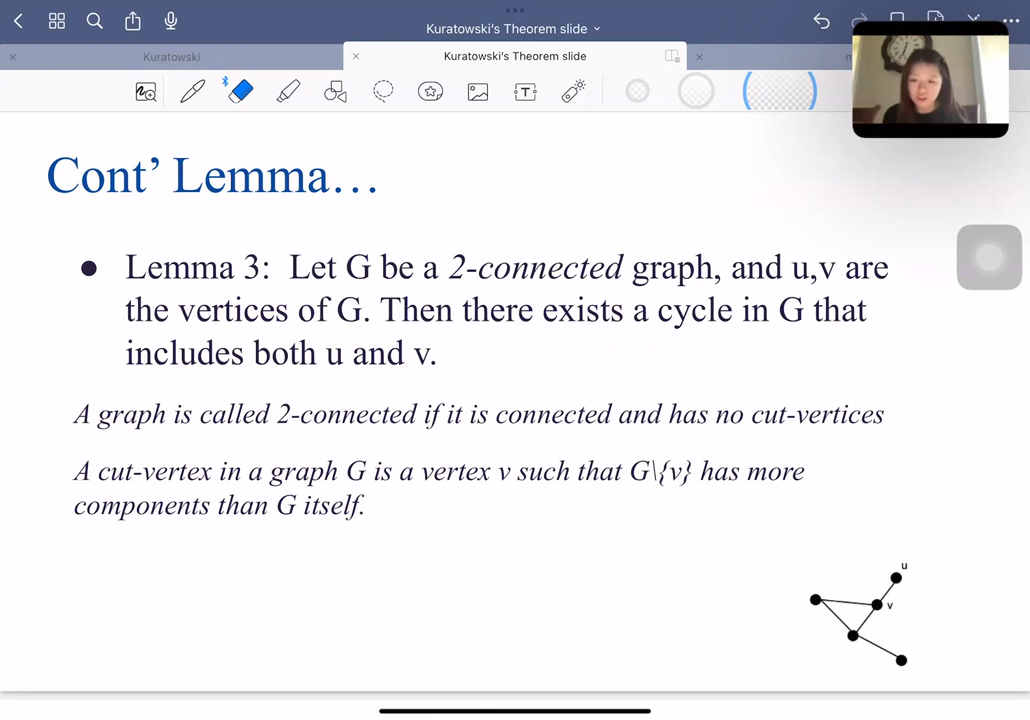 Kuratowski's Theorem slide
Kuratowski
Kuratowski's Theorem slide
Cont' Lemma...
● Lemma 3: Let G be a 2-connected graph, and u,v are
the vertices of G. Then there exists a cycle in G that
includes both u and v.
A graph is called 2-connected if it is connected and has no cut-vertices
A cut-vertex in a graph G is a vertex v such that G\{v} has more
components than G itself.
u
v